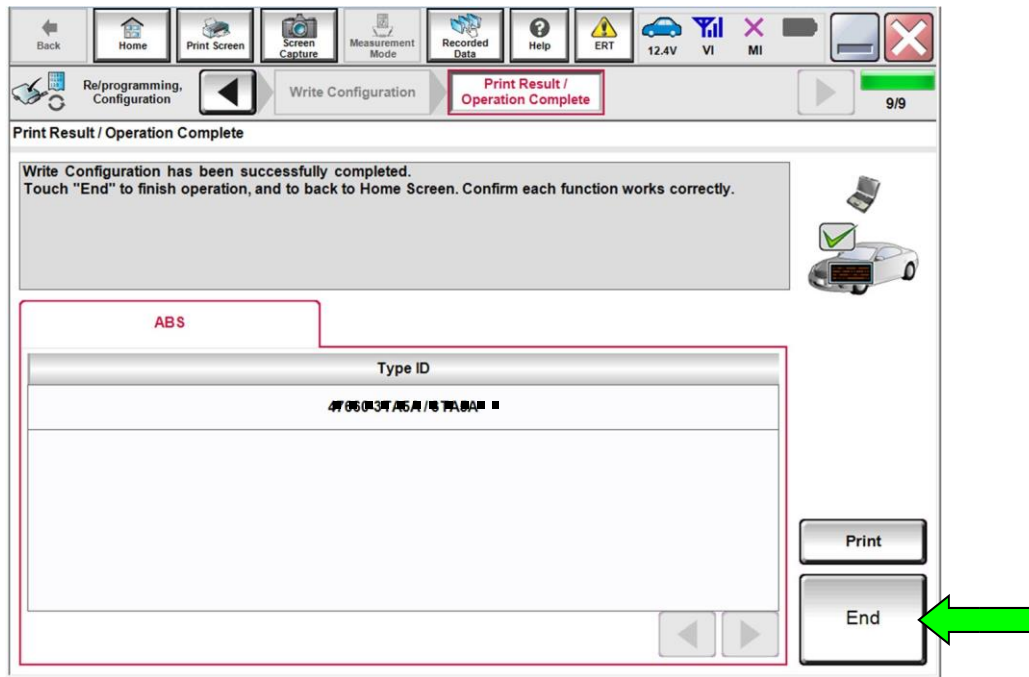 Back
Home
Print Screen
Screen
Capture
Measurement
Mode
Recorded
Data
Help
ERT
12.4V
VI
MI
Re/programming,
Configuration
Write Configuration
Print Result /
Operation Complete
9/9
Print Result / Operation Complete
Write Configuration has been successfully completed.
Touch "End" to finish operation, and to back to Home Screen. Confirm each function works correctly.
ABS
Type ID
Print
End